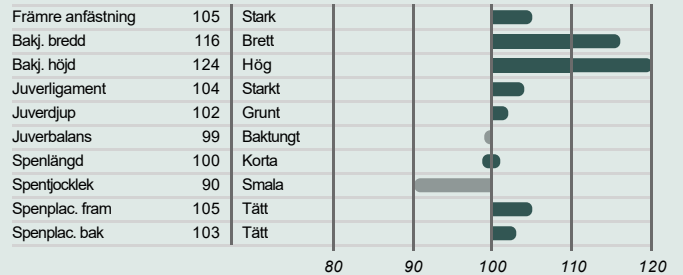 Främre anfästning 105 Stark
Bakj. bredd 116 Brett
Bakj. höjd 124 Hög
Juverligament 104 Starkt
Juverdjup 102 Grunt
Juverbalans 99 Baktungt
Spenlängd 100 Korta
Spentjocklek 90 Smala
Spenplac. fram 105 Tätt
Spenplac. bak 103 Tätt
80 90 100 110 120